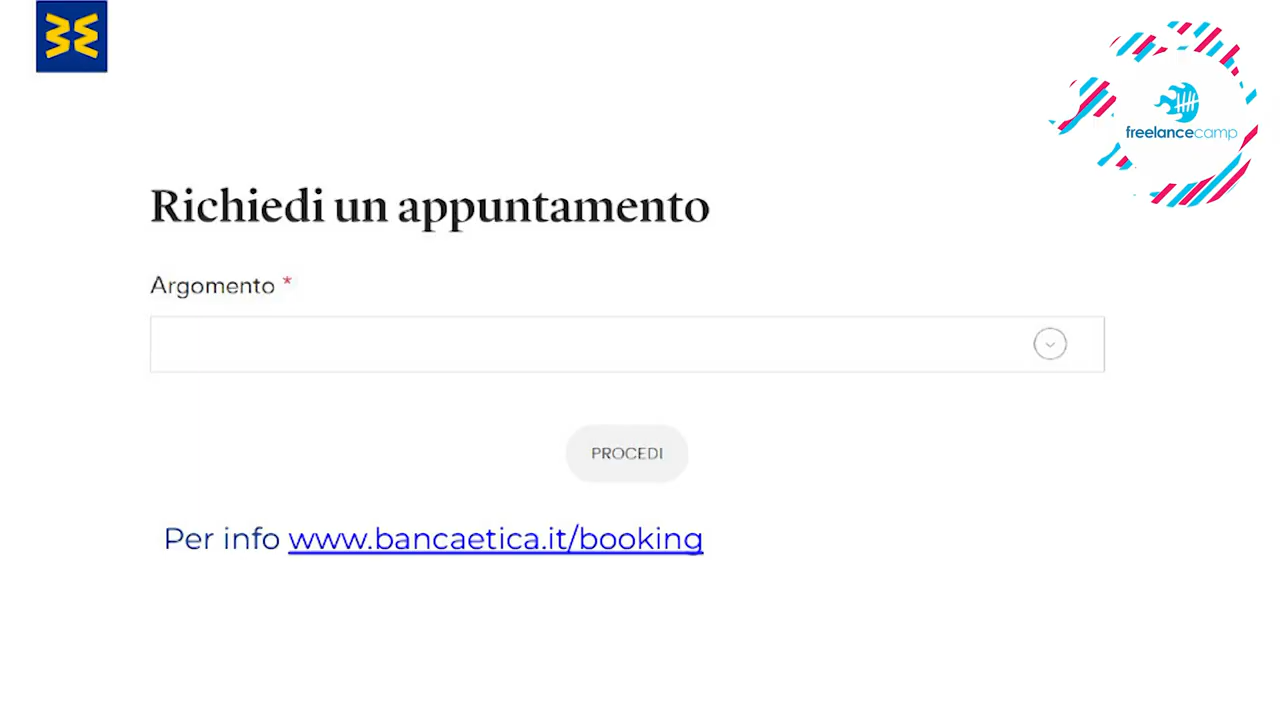 freelancecamp
Richiedi un appuntamento
Argomento *
PROCEDI
Per info www.bancaetica.it/booking